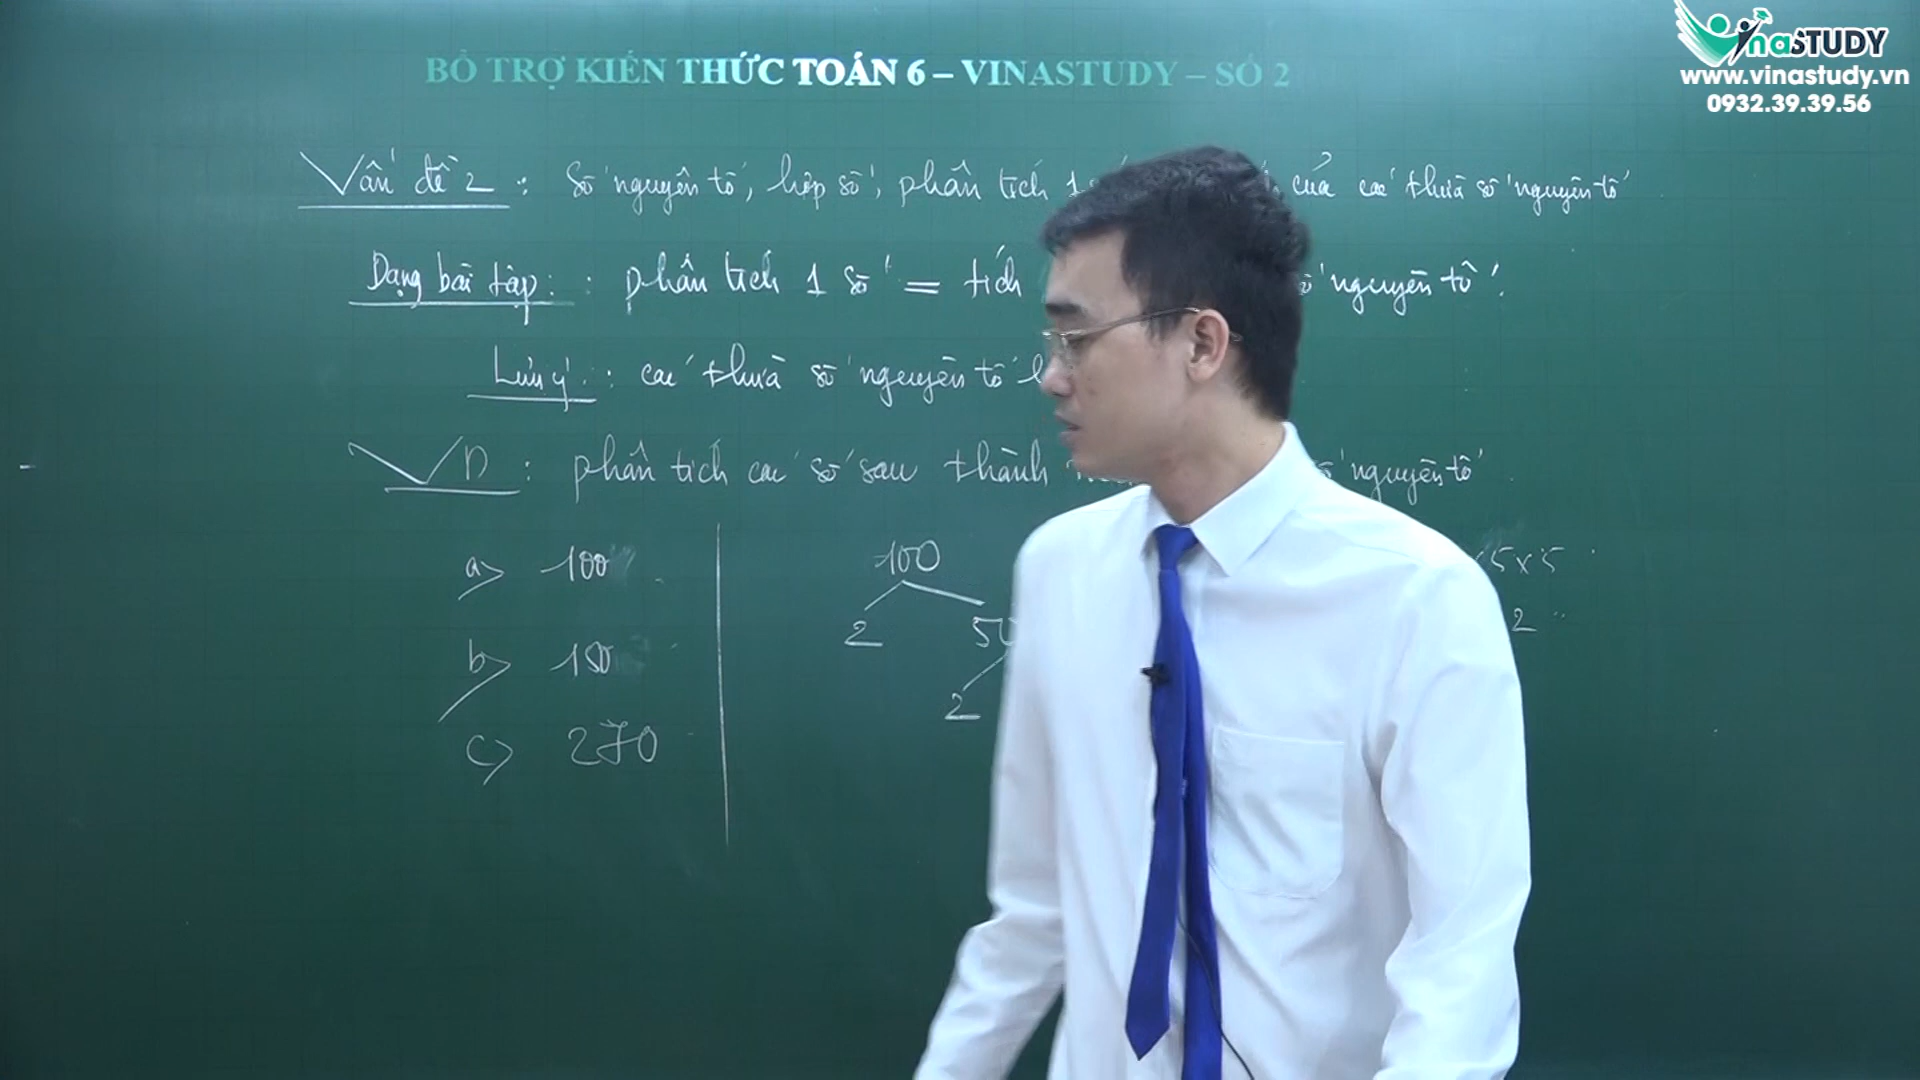 naSTUDY
www.vinastudy.vn
0932.39.39.56
BỔ TRỢ KIẾN THỨC TOÁN 6 – VINASTUDY – SỐ 2
Vấn đề 2 : Số nguyên tố, hợp số, phân tích 1 của các thừa số nguyên tố
Dạng bài tập : phân tích 1 số = tích nguyên tố.
Lưu ý : các thừa số nguyên tố
VD : phân tích các số sau thành nguyên tố
a) 100
b) 180
c) 270
100
2 50
2
5x5
2